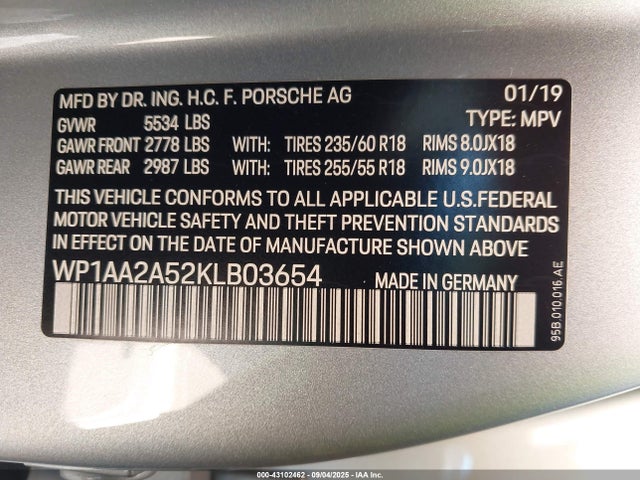 MFD BY DR. ING. H.C. F. PORSCHE AG 01/19
GVWR 5534 LBS TYPE: MPV
GAWR FRONT 2778 LBS WITH: TIRES 235/60 R18 RIMS 8.0JX18
GAWR REAR 2987 LBS WITH: TIRES 255/55 R18 RIMS 9.0JX18
THIS VEHICLE CONFORMS TO ALL APPLICABLE U.S.FEDERAL
MOTOR VEHICLE SAFETY AND THEFT PREVENTION STANDARDS
IN EFFECT ON THE DATE OF MANUFACTURE SHOWN ABOVE
WP1AA2A52KLB03654 MADE IN GERMANY
95B.010.016.AE
000-43102462 - 09/04/2025 - IAA Inc.